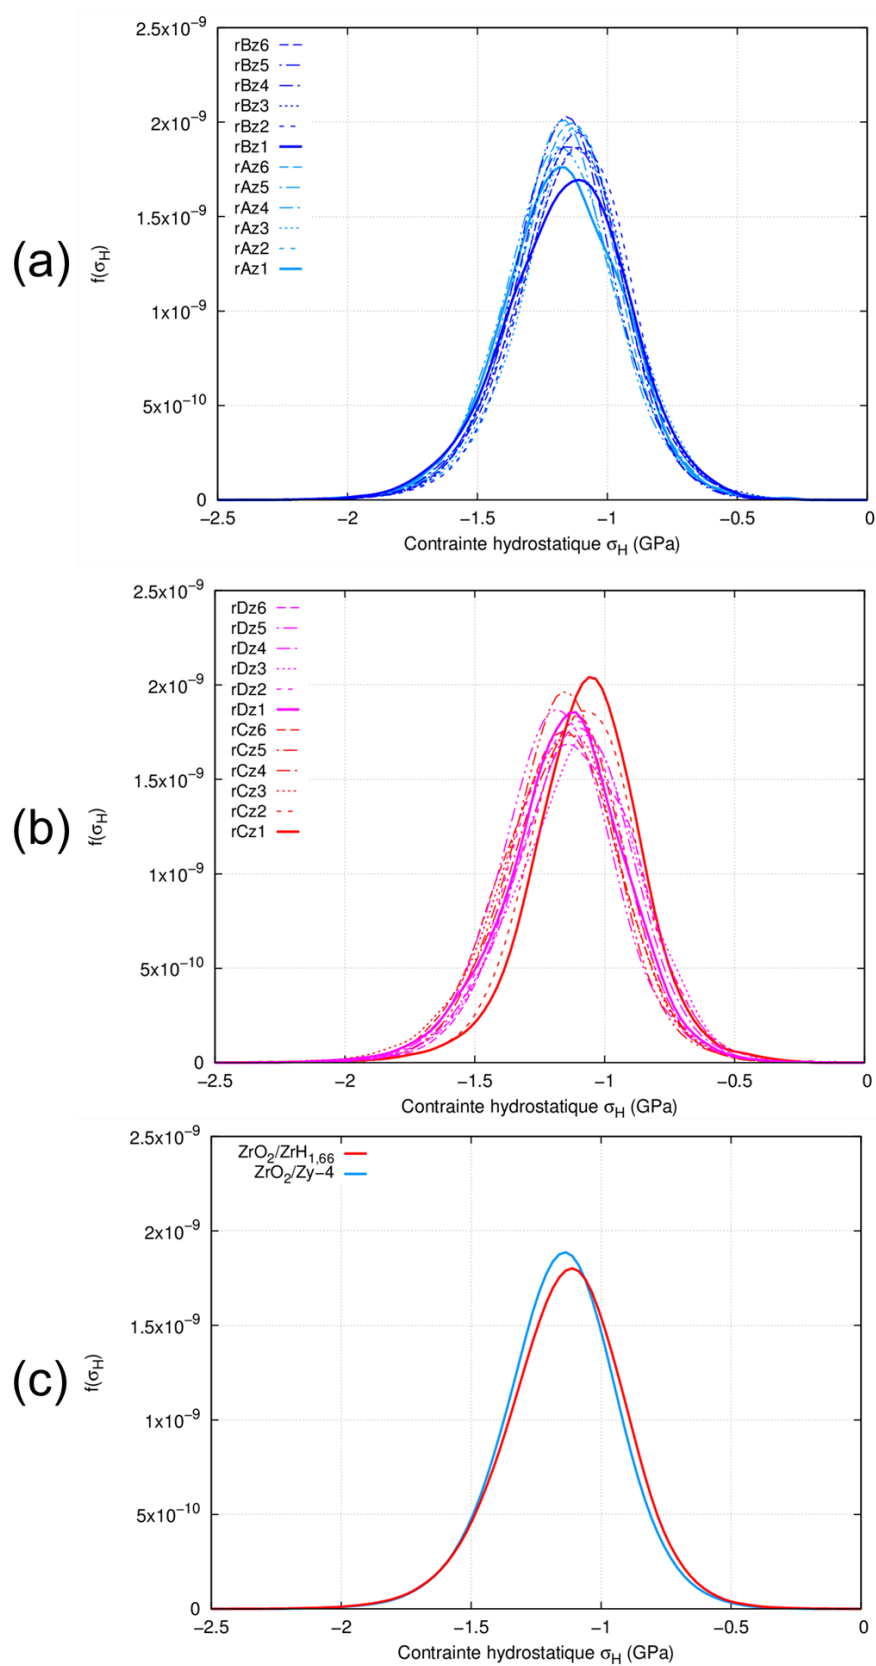 (a)
f(σH)
2.5x10−9
2x10−9
1.5x10−9
1x10−9
5x10−10
0
rBz6
rBz5
rBz4
rBz3
rBz2
rBz1
rAz6
rAz5
rAz4
rAz3
rAz2
rAz1
−2.5 −2 −1.5 −1 −0.5 0
Contrainte hydrostatique σH (GPa)
(b)
f(σH)
2.5x10−9
2x10−9
1.5x10−9
1x10−9
5x10−10
0
rDz6
rDz5
rDz4
rDz3
rDz2
rDz1
rCz6
rCz5
rCz4
rCz3
rCz2
rCz1
−2.5 −2 −1.5 −1 −0.5 0
Contrainte hydrostatique σH (GPa)
(c)
f(σH)
2.5x10−9
2x10−9
1.5x10−9
1x10−9
5x10−10
0
ZrO2/ZrH1,66
ZrO2/Zy−4
−2.5 −2 −1.5 −1 −0.5 0
Contrainte hydrostatique σH (GPa)